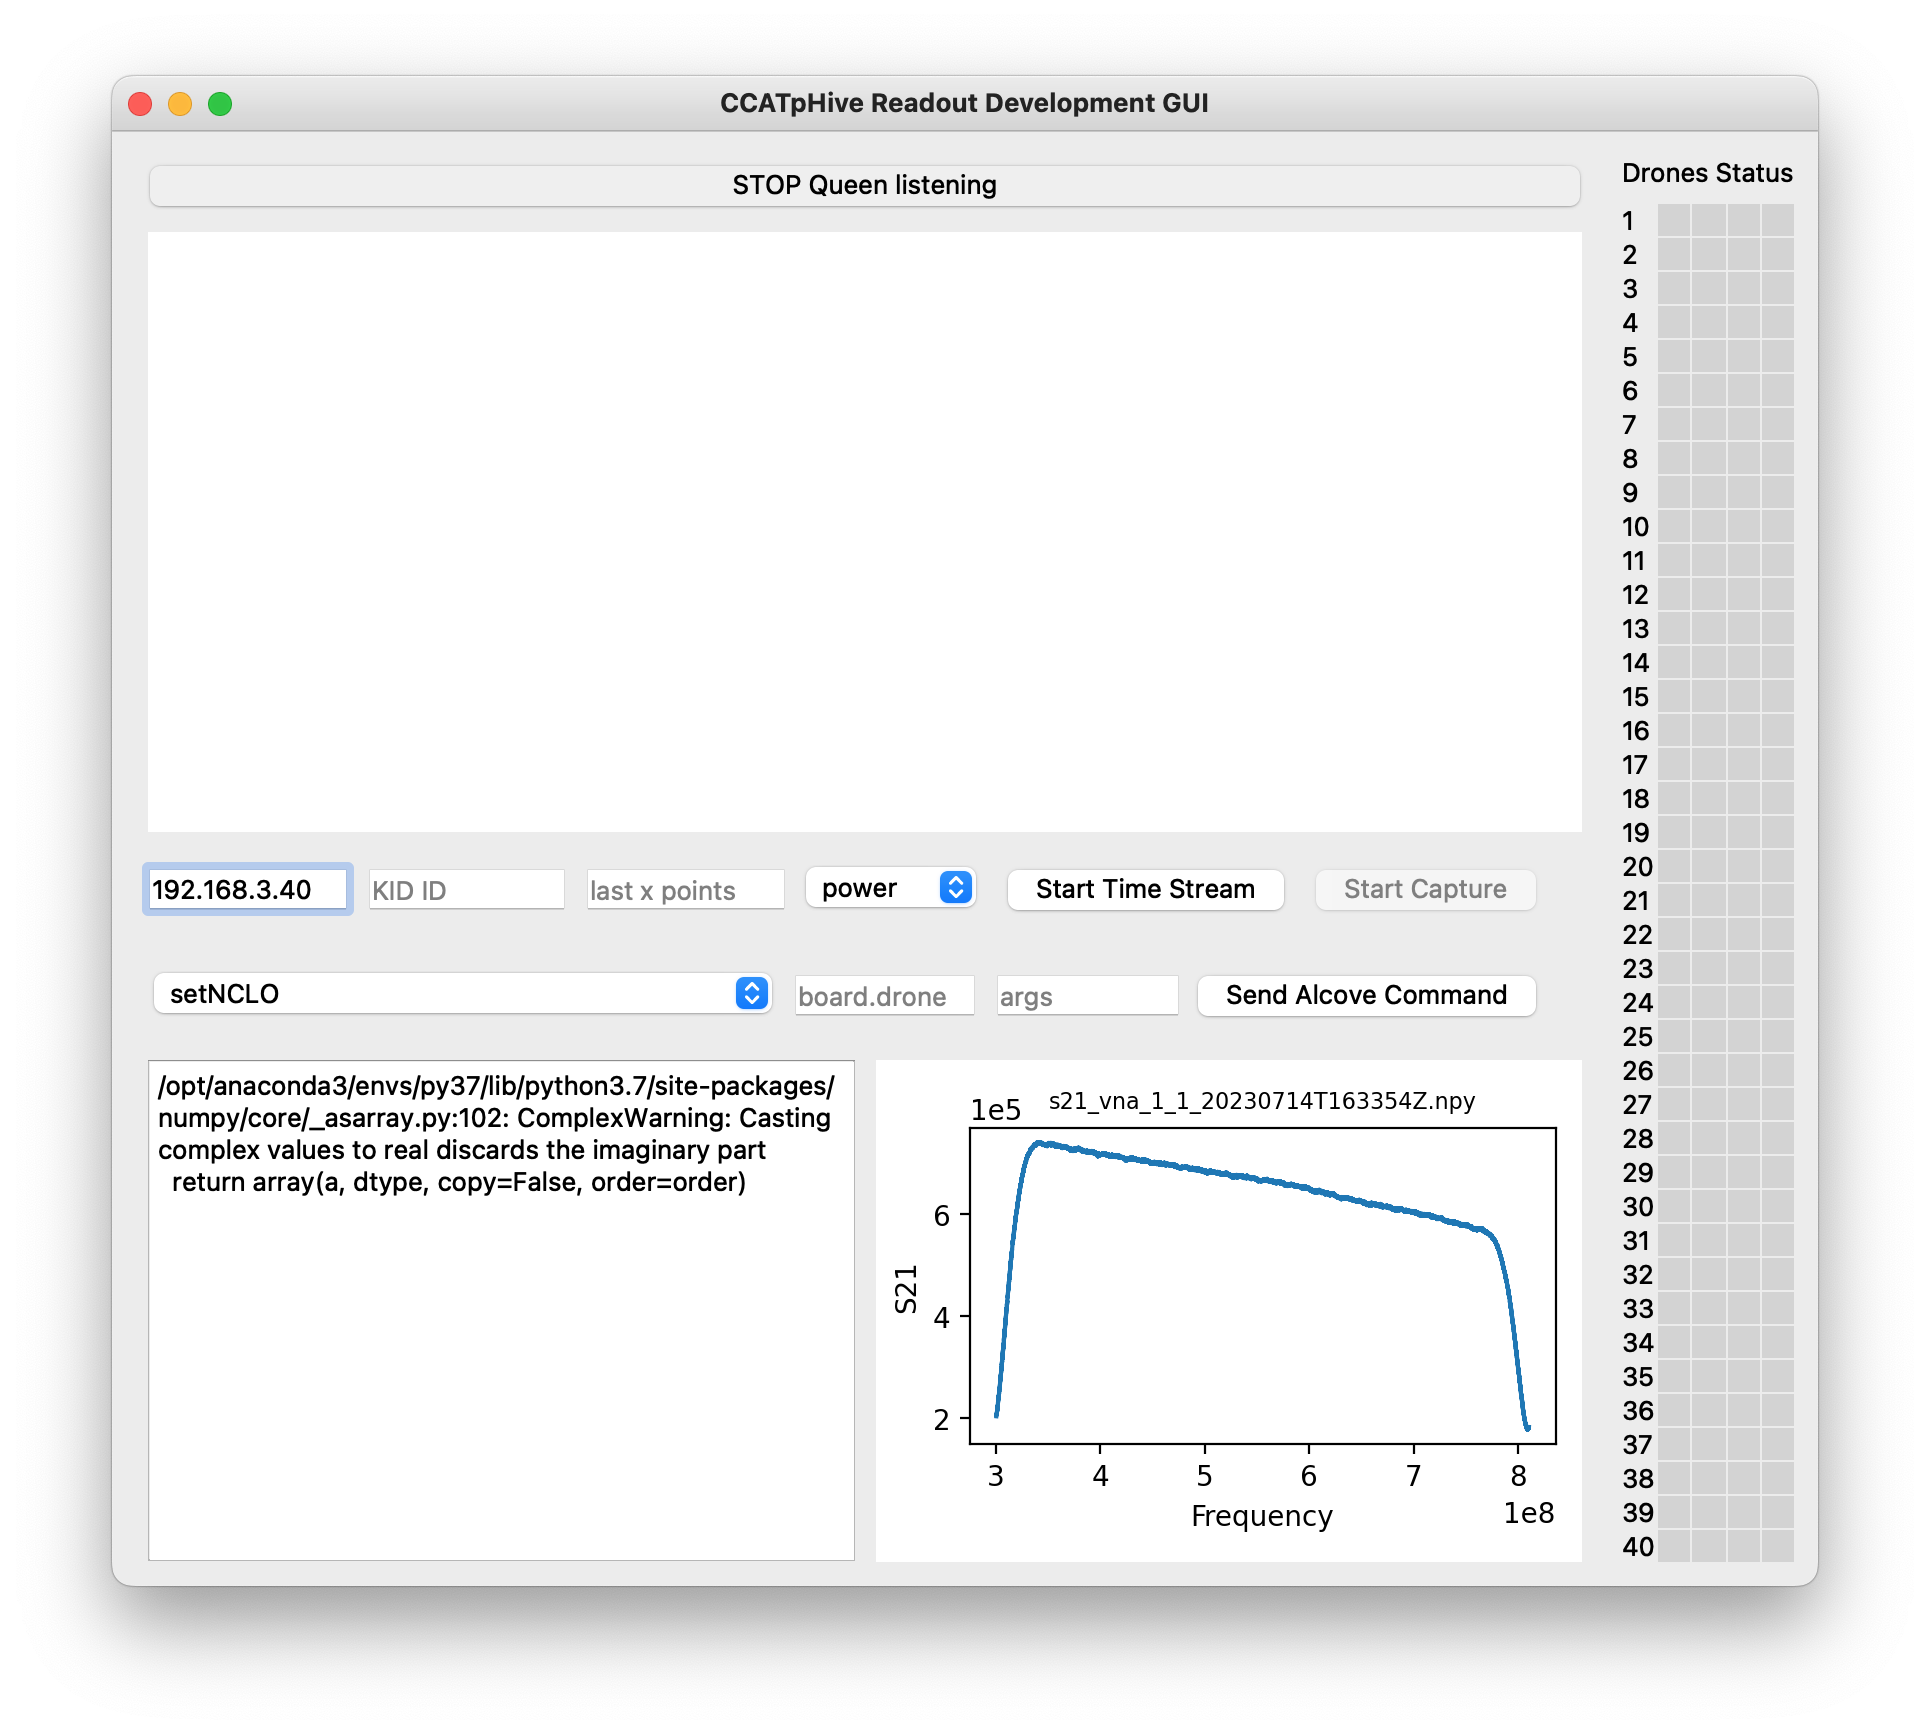 CCATpHive Readout Development GUI
STOP Queen listening
Drones Status
1
2
3
4
5
6
7
8
9
10
11
12
13
14
15
16
17
18
19
20
21
22
23
24
25
26
27
28
29
30
31
32
33
34
35
36
37
38
39
40
192.168.3.40
KID ID
last x points
power
Start Time Stream
Start Capture
setNCLO
board.drone
args
Send Alcove Command
/opt/anaconda3/envs/py37/lib/python3.7/site-packages/
numpy/core/_asarray.py:102: ComplexWarning: Casting
complex values to real discards the imaginary part
return array(a, dtype, copy=False, order=order)
1e5
s21_vna_1_1_20230714T163354Z.npy
6
4
2
S21
3 4 5 6 7 8
Frequency
1e8